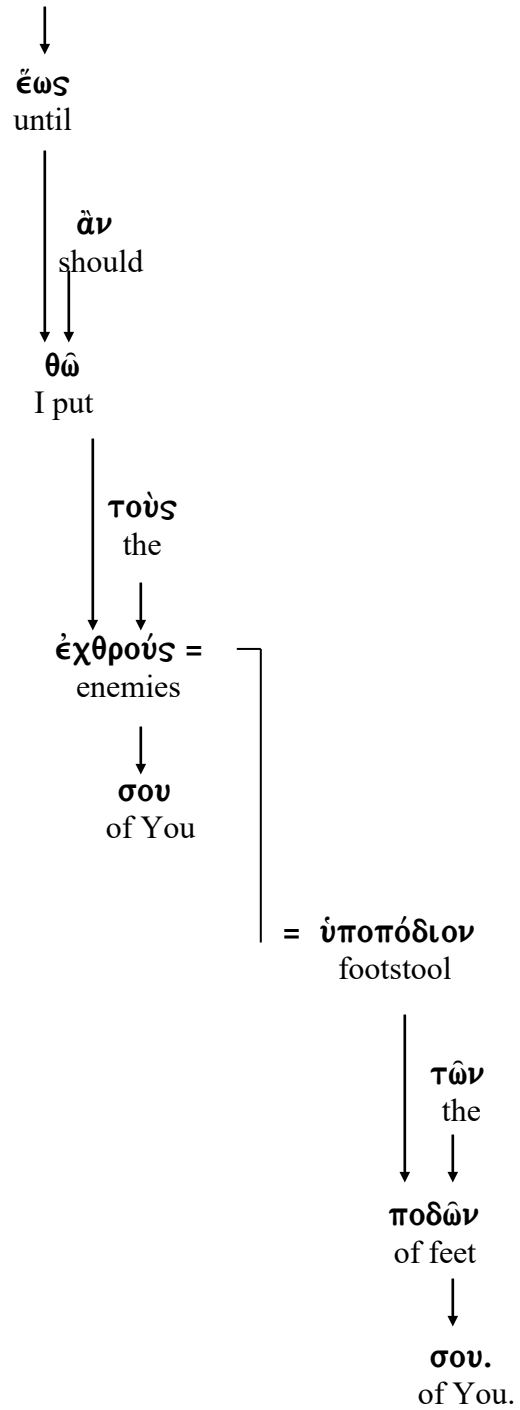 ἕως
until
ἂν
should
θῶ
I put
τοὺς
the
ἐχθρούς =
enemies
σου
of You
= ὑποπόδιον
footstool
τῶν
the
ποδῶν
of feet
σου.
of You.